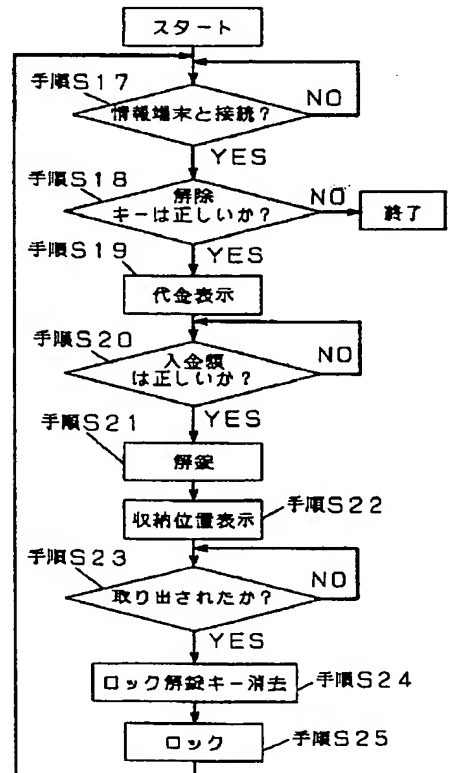 スタート
手順S17
情報端末と接続?
NO
YES
手順S18
解除
キーは正しいか?
NO
終了
YES
手順S19
代金表示
手順S20
入金額
は正しいか?
NO
YES
手順S21
解錠
収納位置表示
手順S22
手順S23
取り出されたか?
NO
YES
ロック解錠キー消去
手順S24
ロック
手順S25